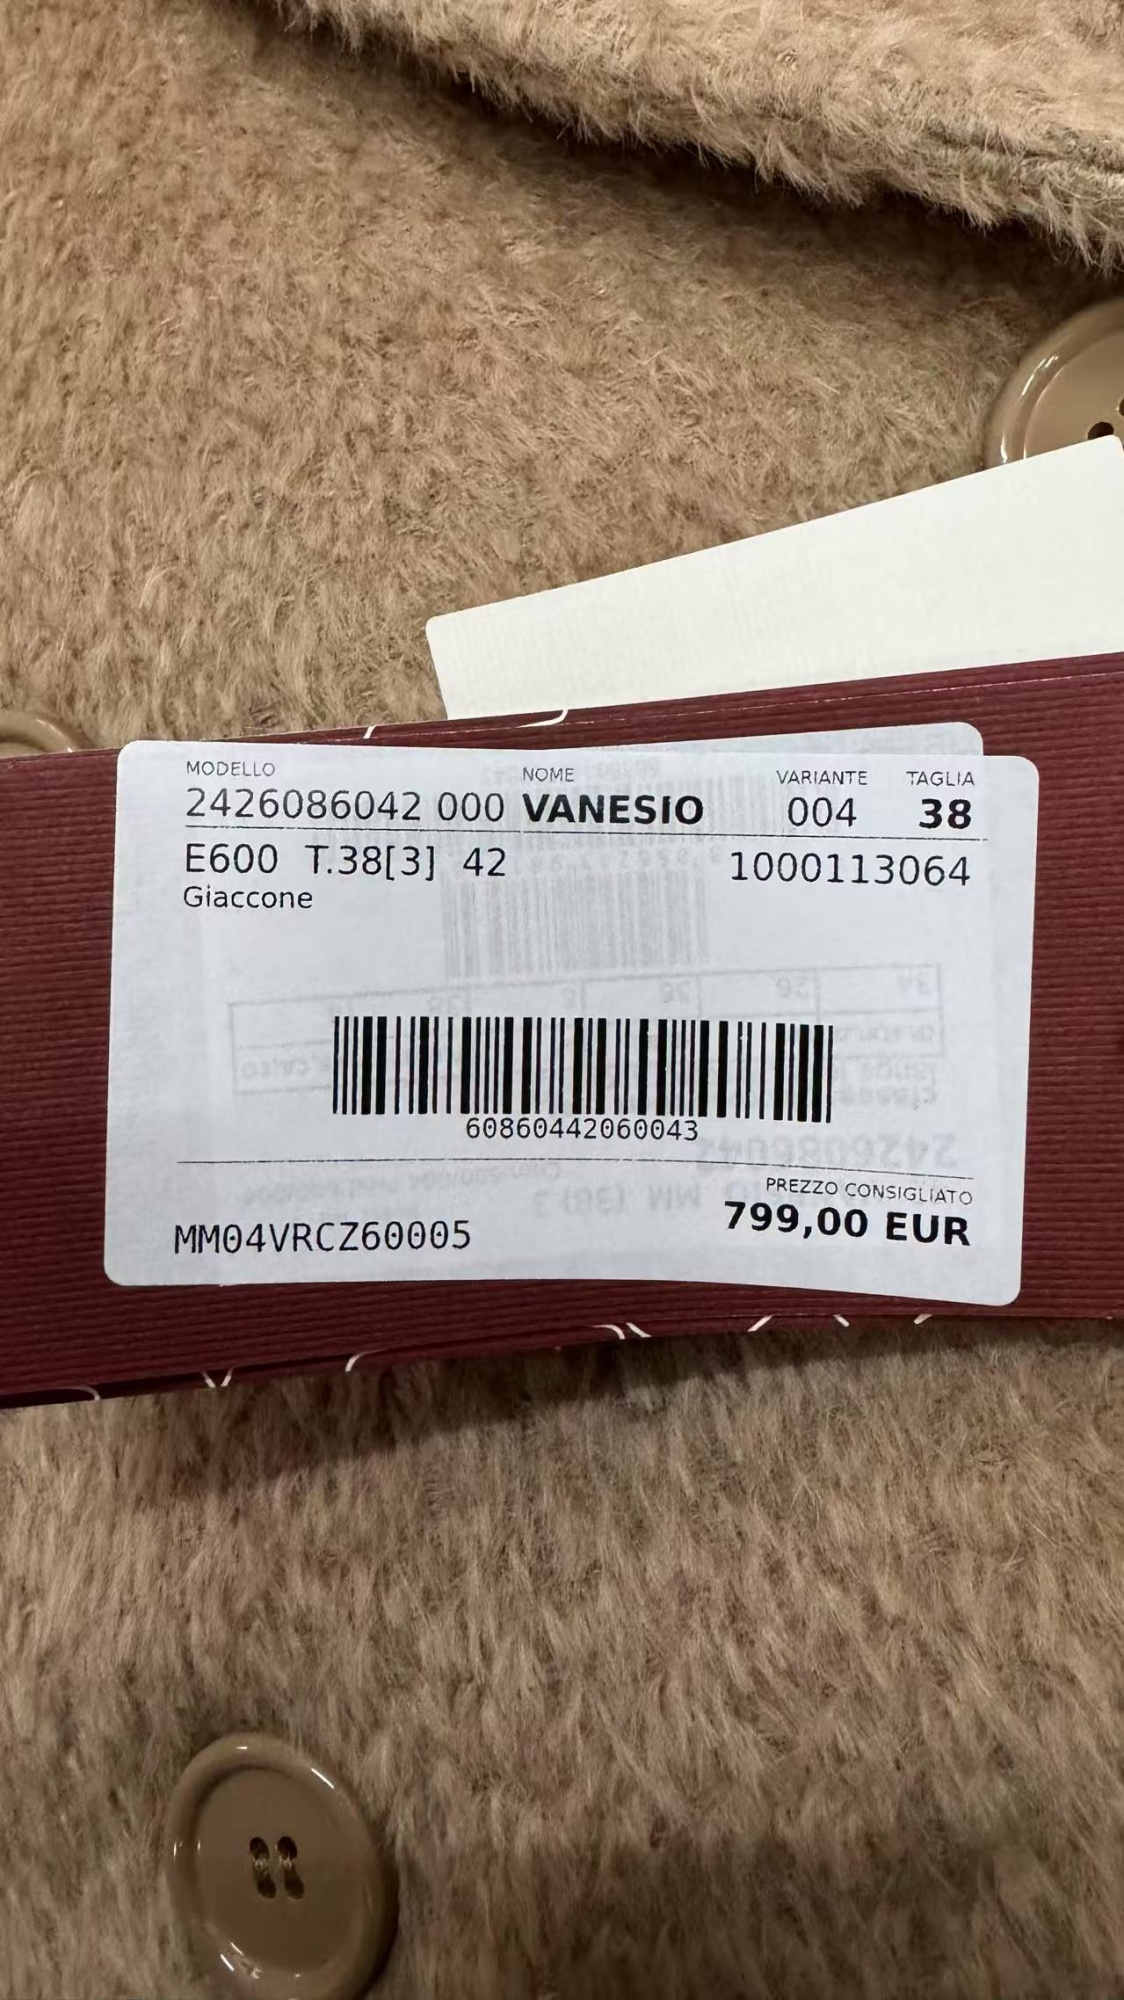 MODELLO NOME VARIANTE TAGLIA
2426086042 000 VANESIO 004 38
E600 T.38[3] 42 1000113064
Giaccone
60860442060043
PREZZO CONSIGLIATO
MM04VRCZ60005 799,00 EUR